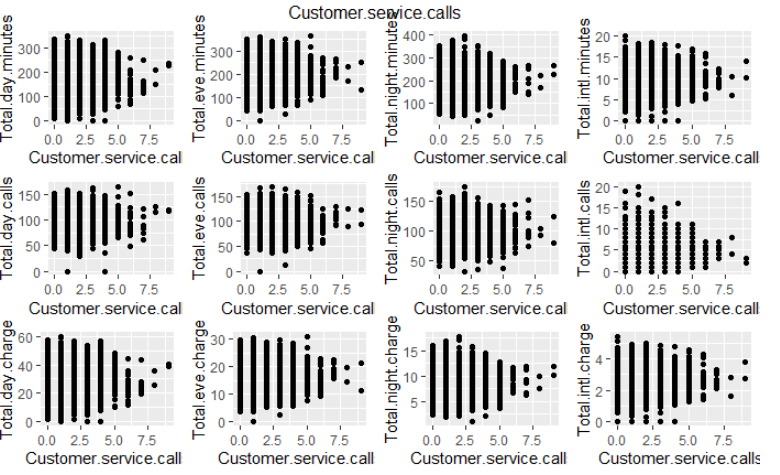 Customer.service.calls
Total.day.minutes
300
200
100
0
0.0 2.5 5.0 7.5
Customer.service.call
Total.eve.minutes
300
200
100
0
0.0 2.5 5.0 7.5
Customer.service.call
Total.night.minutes
400
300
200
100
0.0 2.5 5.0 7.5
Customer.service.call
Total.intl.minutes
20
15
10
5
0
0.0 2.5 5.0 7.5
Customer.service.calls
Total.day.calls
150
100
50
0
0.0 2.5 5.0 7.5
Customer.service.call
Total.eve.calls
150
100
50
0
0.0 2.5 5.0 7.5
Customer.service.call
Total.night.calls
150
100
50
0.0 2.5 5.0 7.5
Customer.service.call
Total.intl.calls
20
15
10
5
0
0.0 2.5 5.0 7.5
Customer.service.calls
Total.day.charge
60
40
20
0
0.0 2.5 5.0 7.5
Customer.service.call
Total.eve.charge
30
20
10
0
0.0 2.5 5.0 7.5
Customer.service.call
Total.night.charge
15
10
5
0.0 2.5 5.0 7.5
Customer.service.call
Total.intl.charge
4
2
0
0.0 2.5 5.0 7.5
Customer.service.calls